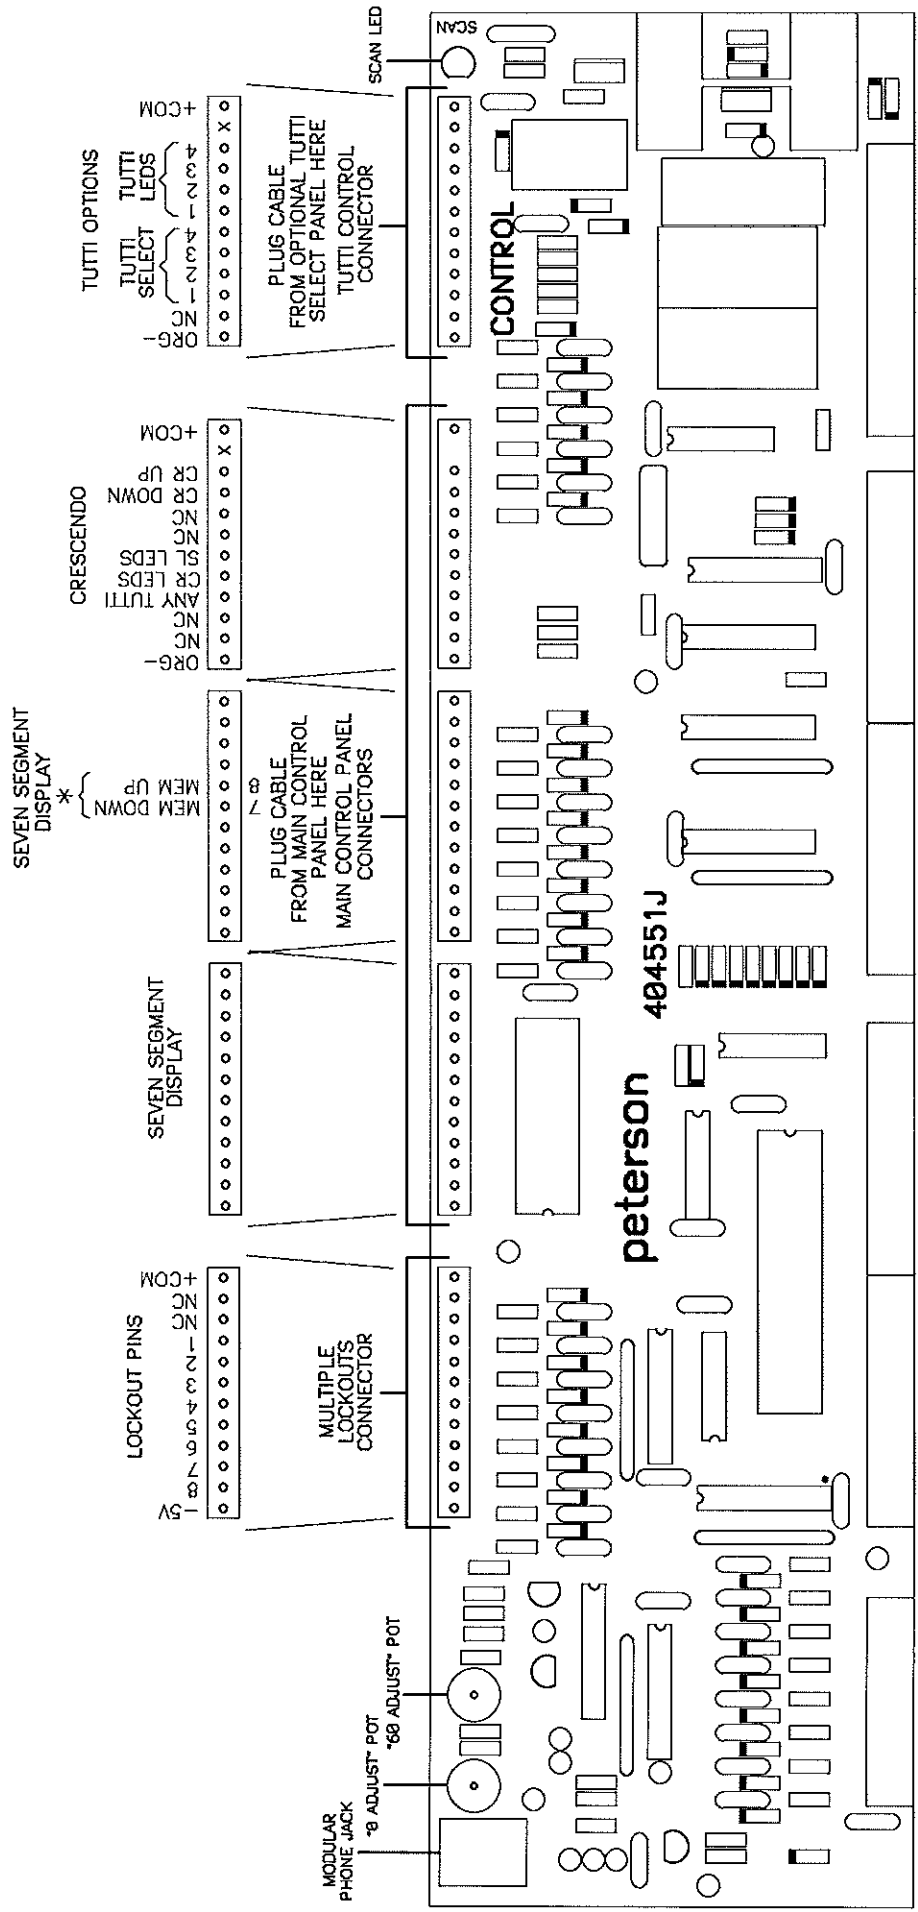 MODULAR
PHONE JACK
"0 ADJUST" POT
"60 ADJUST" POT
LOCKOUT PINS
-5V
8
7
6
5
4
3
2
1
NC
NC
+COM
MULTIPLE
LOCKOUTS
CONNECTOR
SEVEN SEGMENT
DISPLAY
SEVEN SEGMENT
DISPLAY
*
MEM DOWN
MEM UP
7
8
PLUG CABLE
FROM MAIN CONTROL
PANEL HERE
MAIN CONTROL PANEL
CONNECTORS
CRESCENDO
ORG-
NC
NC
ANY TUTTI
CR LEDS
SL LEDS
NC
NC
CR DOWN
CR UP
X
+COM
TUTTI OPTIONS
TUTTI
SELECT
TUTTI
LEDS
ORG-
NC
1
2
3
4
1
2
3
4
X
+COM
PLUG CABLE
FROM OPTIONAL TUTTI
SELECT PANEL HERE
TUTTI CONTROL
CONNECTOR
SCAN LED
SCAN
CONTROL
peterson
404551J